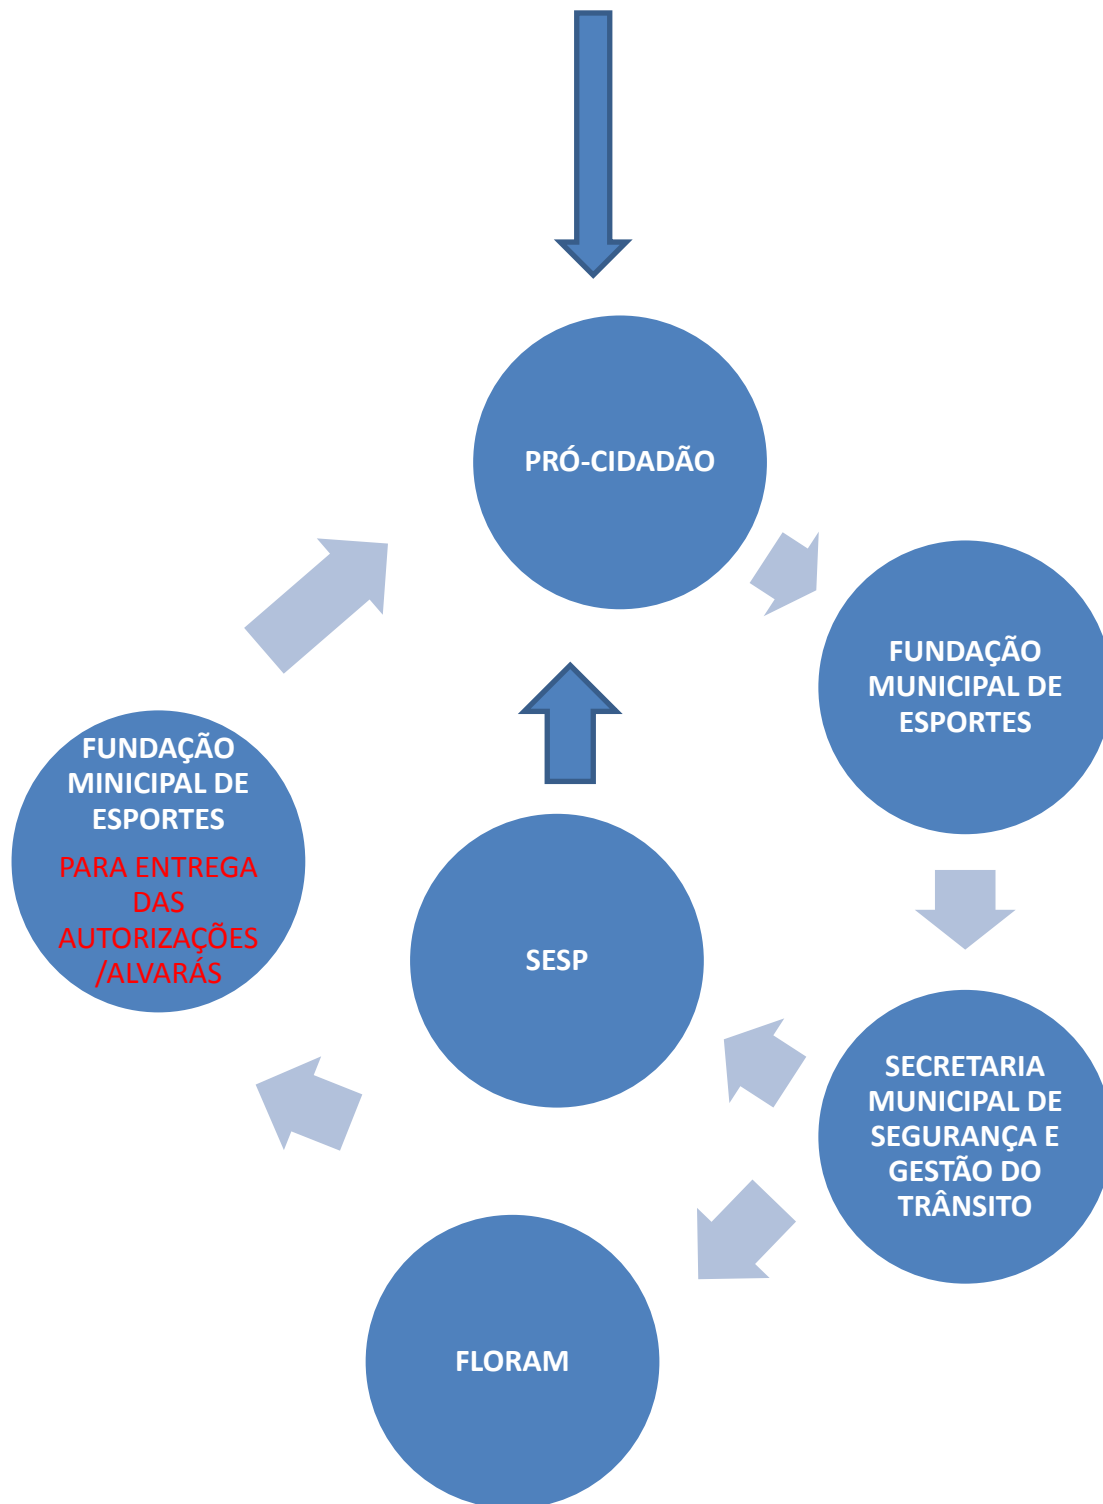 PRÓ-CIDADÃO
FUNDAÇÃO
MUNICIPAL DE
ESPORTES
FUNDAÇÃO
MINICIPAL DE
ESPORTES
PARA ENTREGA
DAS
AUTORIZAÇÕES
/ALVARÁS
SESP
SECRETARIA
MUNICIPAL DE
SEGURANÇA E
GESTÃO DO
TRÂNSITO
FLORAM